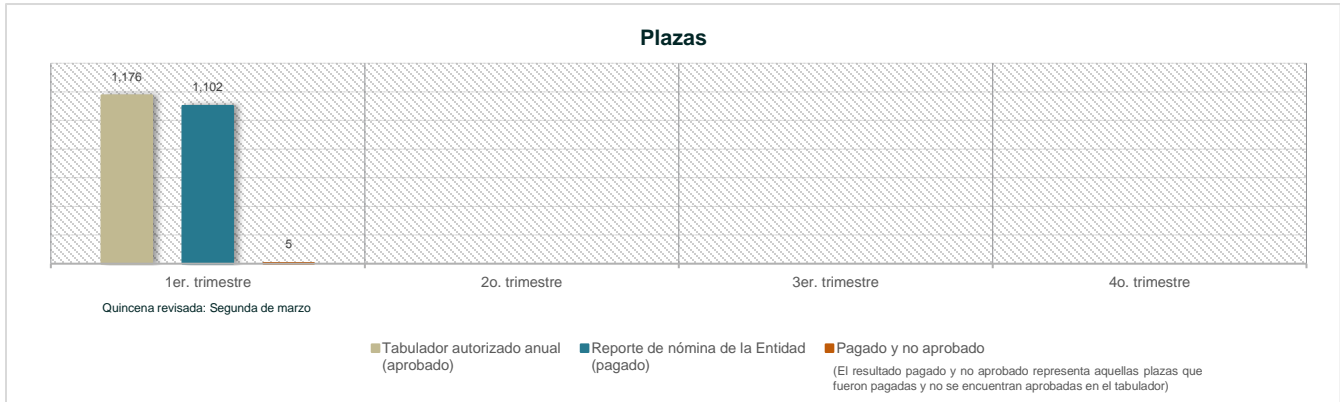 Plazas
1,176
1,102
5
1er. trimestre
2o. trimestre
3er. trimestre
4o. trimestre
Quincena revisada: Segunda de marzo
Tabulador autorizado anual
(aprobado)
Reporte de nómina de la Entidad
(pagado)
Pagado y no aprobado
(El resultado pagado y no aprobado representa aquellas plazas que
fueron pagadas y no se encuentran aprobadas en el tabulador)